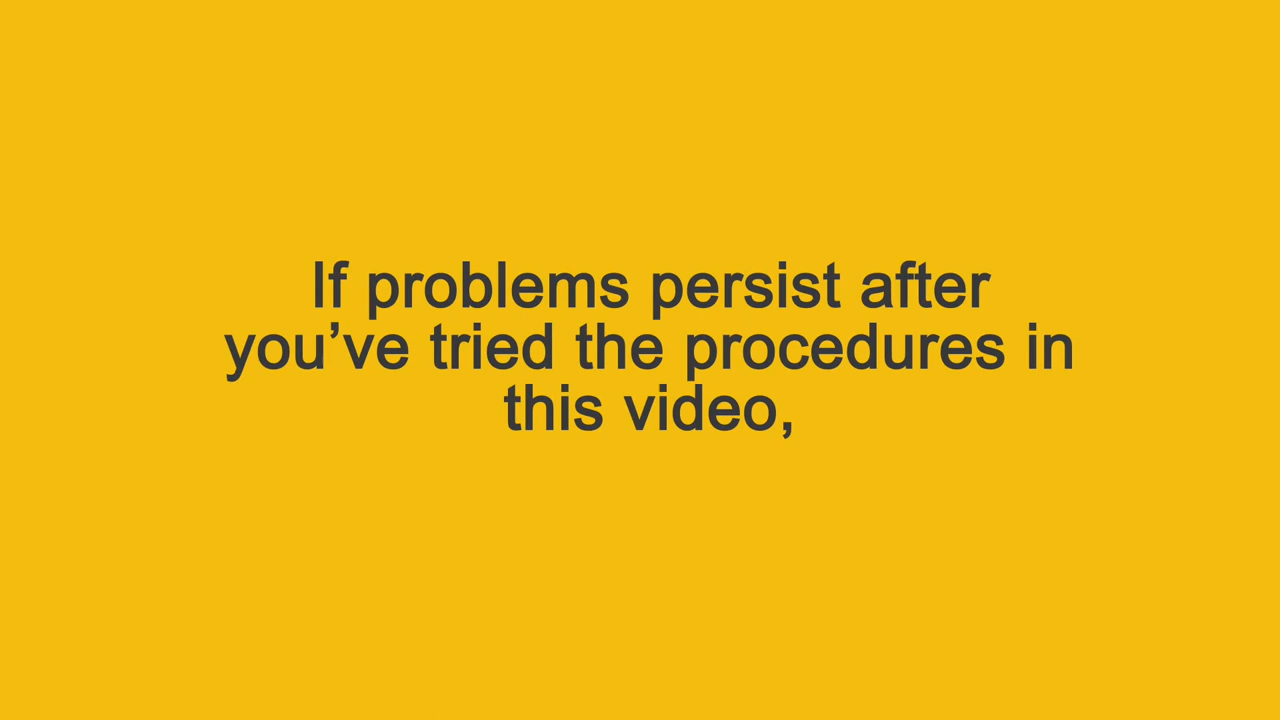 If problems persist after
you’ve tried the procedures in
this video,